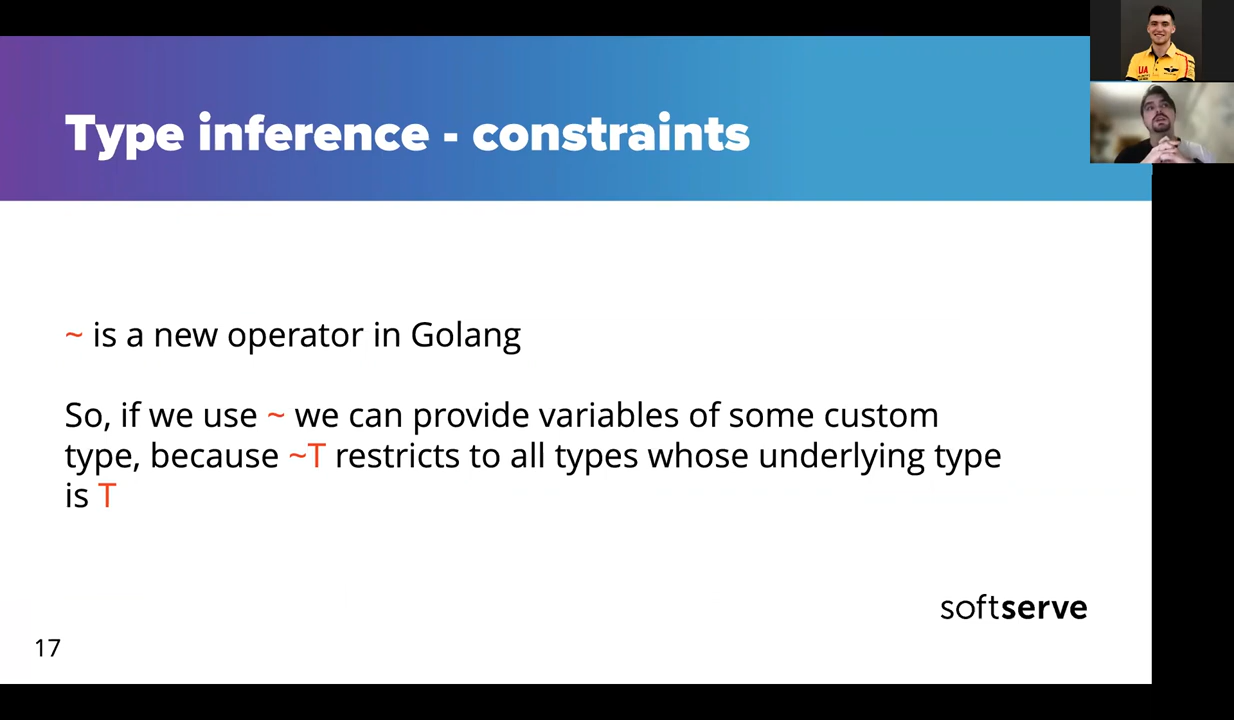 Type inference - constraints
~ is a new operator in Golang
So, if we use ~ we can provide variables of some custom
type, because ~T restricts to all types whose underlying type
is T
softserve
17
UA